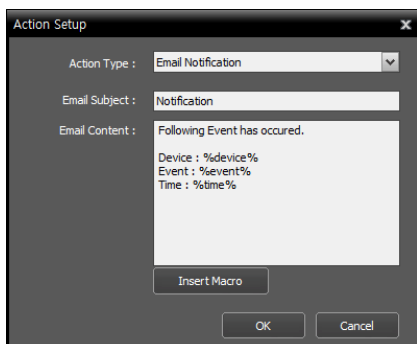 Action Setup
x
Action Type : Email Notification
Email Subject : Notification
Email Content : Following Event has occured.
Device : %device%
Event : %event%
Time : %time%
Insert Macro
OK Cancel